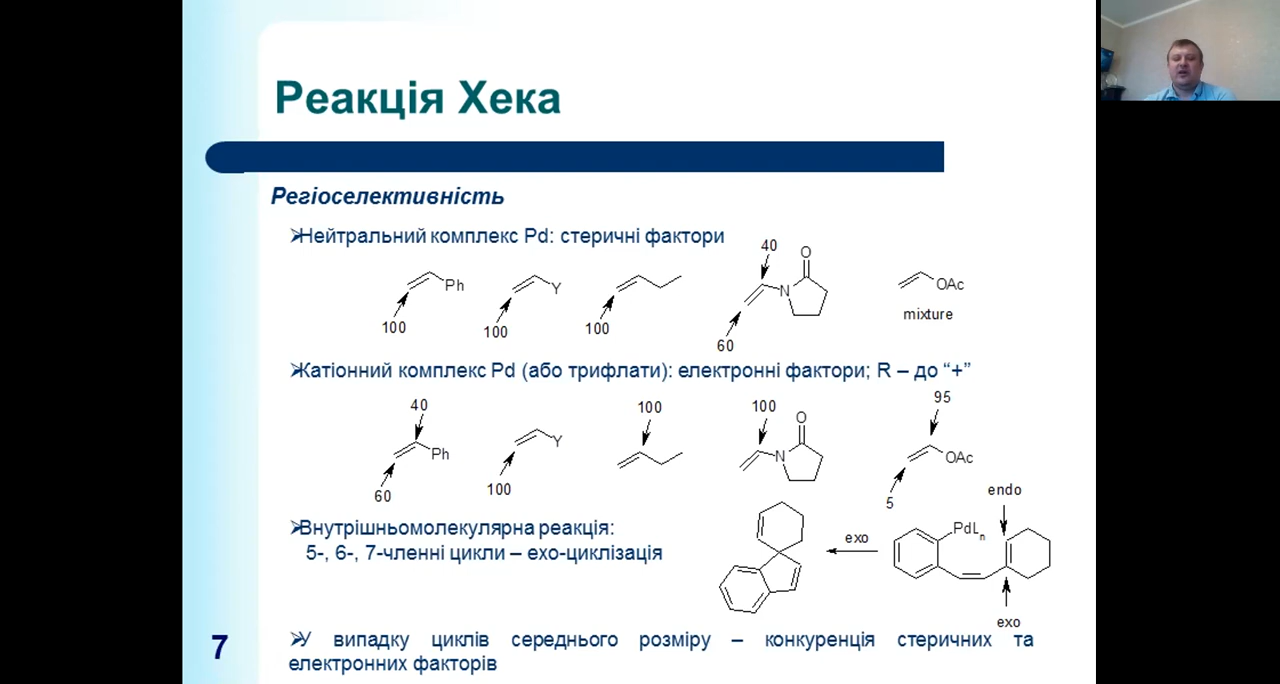 Реакція Хека
Регіоселективність
➢Нейтральний комплекс Pd: стеричні фактори
40
O
Ph
Y
N
OAc
100
100
100
60
mixture
➢Катіонний комплекс Pd (або трифлати): електронні фактори; R – до “+”
40
100
100
95
O
Ph
Y
N
OAc
60
100
5
endo
➢Внутрішньомолекулярна реакція:
5-, 6-, 7-членні цикли – ехо-циклізація
exo
PdLn
exo
➢У випадку циклів середнього розміру – конкуренція стеричних та
електронних факторів
7